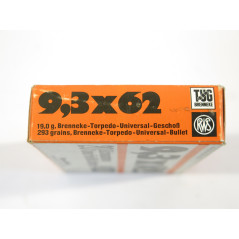 9,3x62
19,0 g, Brenneke-Torpedo-Universal-Geschoß
293 grains, Brenneke-Torpedo-Universal-Bullet
TUG
BRENNEKE
RWS